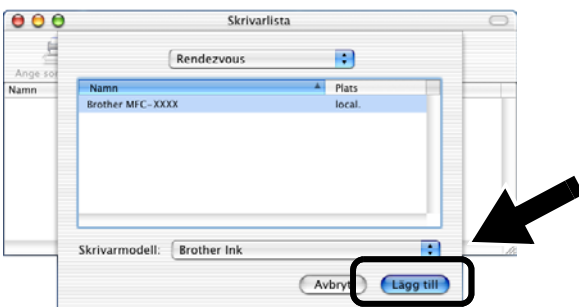 Skrivarlista
Rendezvous
Ange so
Namn
Namn Plats
Brother MFC-XXXX local.
Skrivarmodell: Brother Ink
Avbryt Lägg till